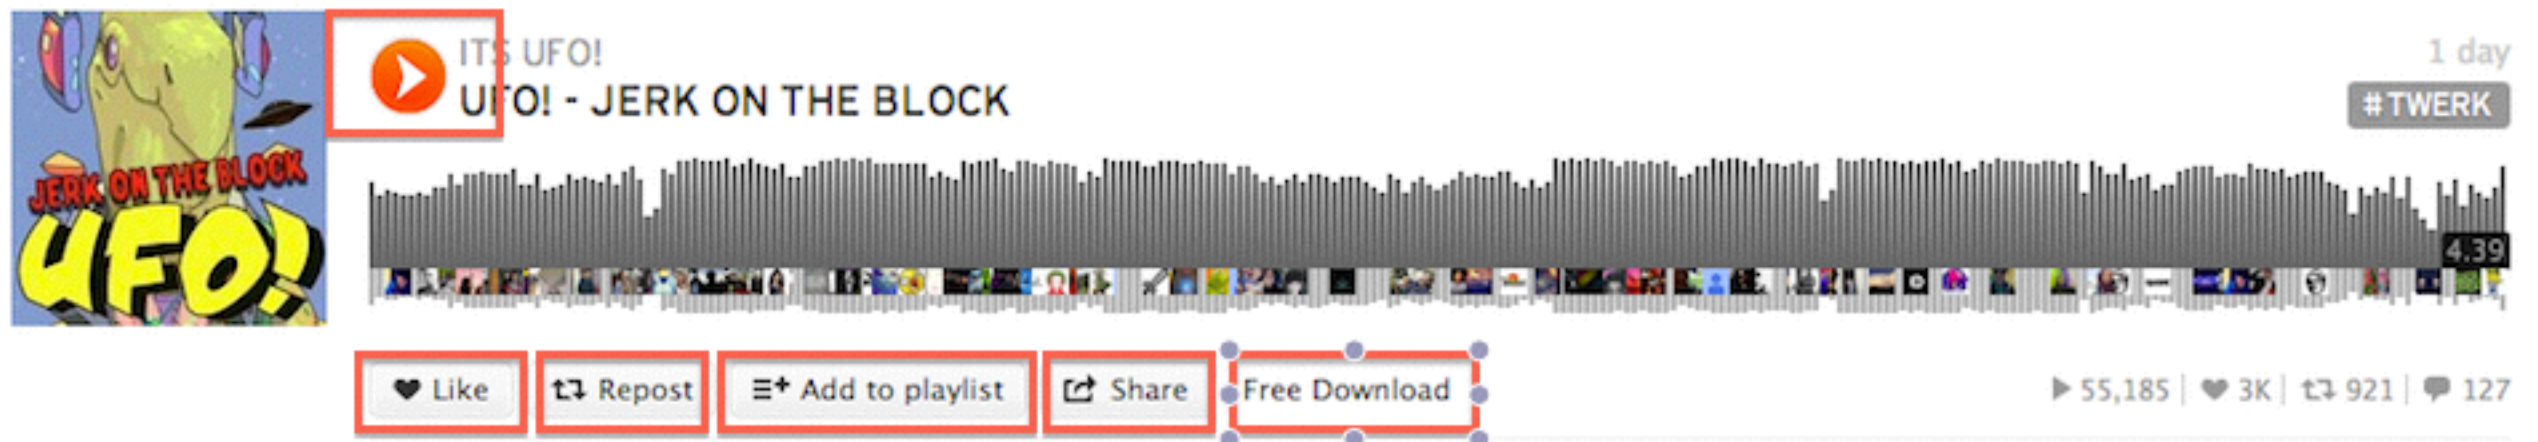 ITS UFO!
1 day
UFO! - JERK ON THE BLOCK
# TWERK
JERK ON THE BLOCK
UFO!
4.39
Like
Repost
Add to playlist
Share
Free Download
55,185
3K
921
127